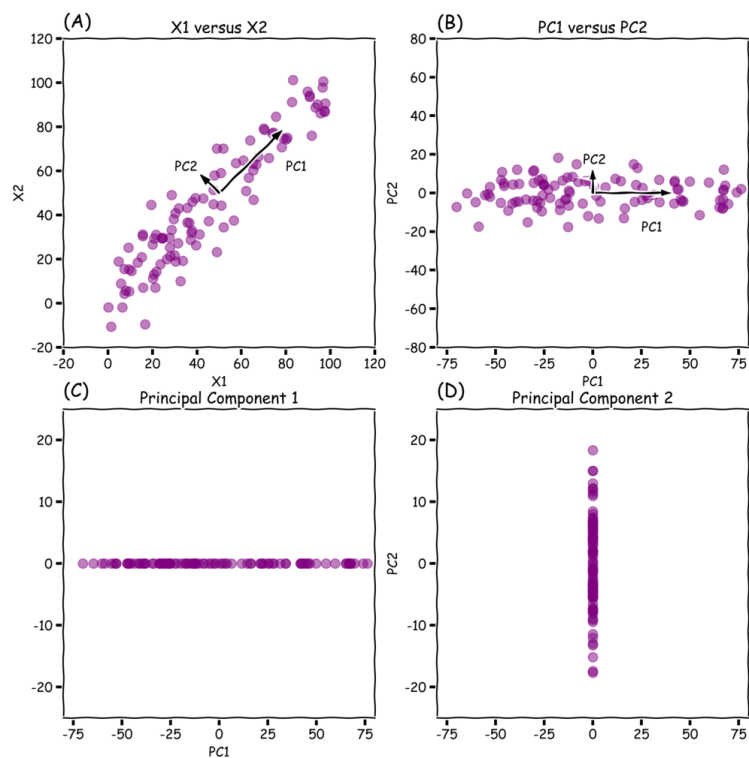 (A)
X1 versus X2
120
100
80
60
40
20
0
-20
X2
PC2
PC1
-20 0 20 40 60 80 100 120
X1
(B)
PC1 versus PC2
80
60
40
20
0
-20
-40
-60
-80
PC2
PC2
PC1
-75 -50 -25 0 25 50 75
PC1
(C)
Principal Component 1
20
10
0
-10
-20
-75 -50 -25 0 25 50 75
PC1
(D)
Principal Component 2
20
10
0
-10
-20
PC2
-75 -50 -25 0 25 50 75